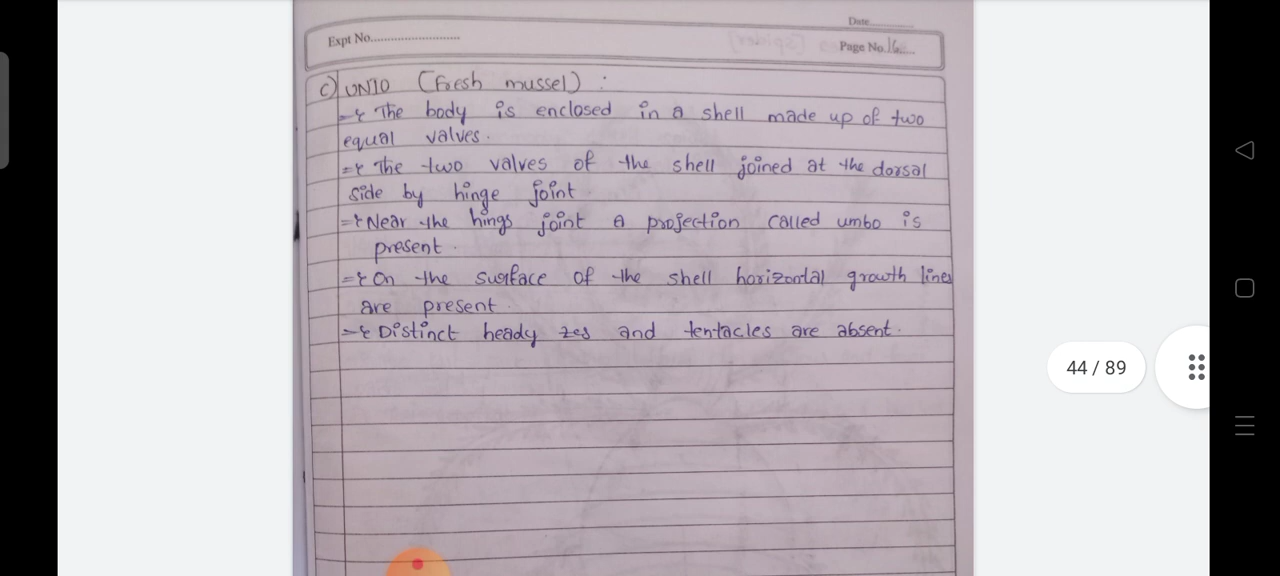 Date............
Expt No..........................
Page No.16....
C) UNIO (Fresh mussel) :
=> The body is enclosed in a shell made up of two
equal valves.
=> The two valves of the shell joined at the dorsal
side by hinge joint.
=> Near the hings joint a projection called umbo is
present.
=> On the surface of the shell horizontal growth lines
are present.
=> Distinct heady zes and tentacles are absent.
44 / 89